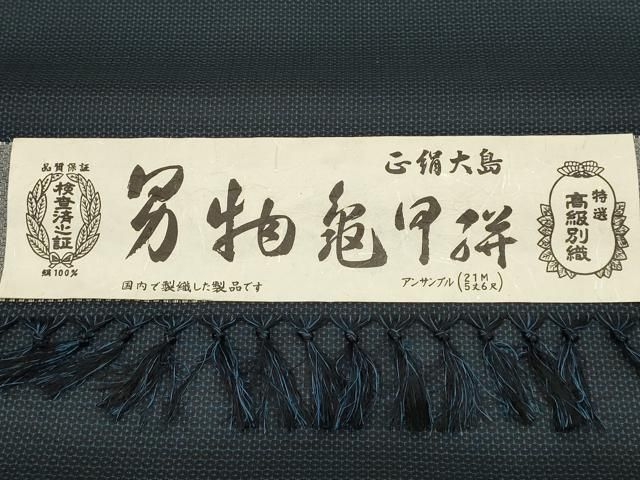 品質保証
検査済之証
絹100%
正絹大島
男物亀甲絣
国内で製織した製品です
アンサンブル(21M 5丈6尺)
特選
高級別織